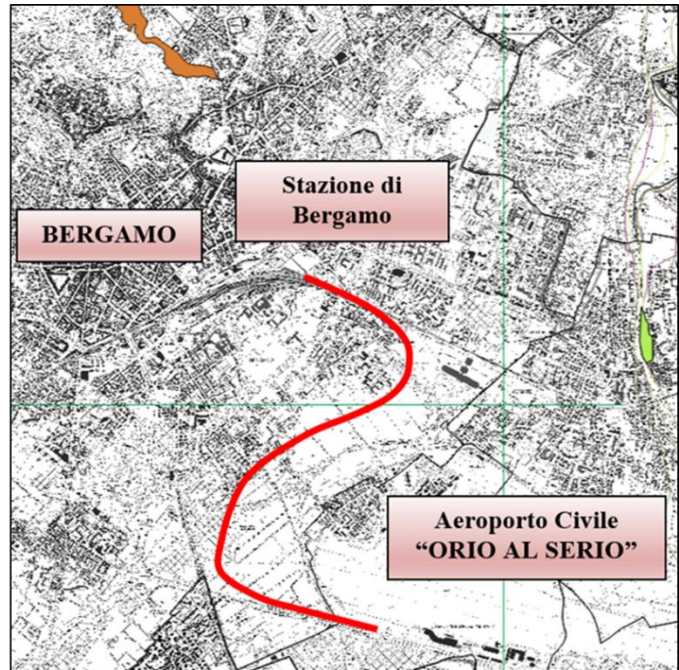 Stazione di
Bergamo
BERGAMO
Aeroporto Civile
“ORIO AL SERIO”